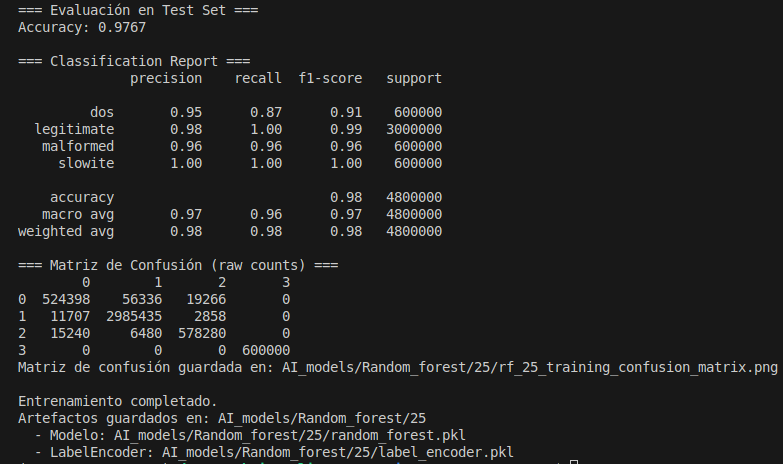 === Evaluación en Test Set ===
Accuracy: 0.9767
=== Classification Report ===
precision recall f1-score support
dos 0.95 0.87 0.91 600000
legitimate 0.98 1.00 0.99 3000000
malformed 0.96 0.96 0.96 600000
slowite 1.00 1.00 1.00 600000
accuracy 0.98 4800000
macro avg 0.97 0.96 0.97 4800000
weighted avg 0.98 0.98 0.98 4800000
=== Matriz de Confusión (raw counts) ===
0 1 2 3
0 524398 56336 19266 0
1 11707 2985435 2858 0
2 15240 6480 578280 0
3 0 0 0 600000
Matriz de confusión guardada en: AI_models/Random_forest/25/rf_25_training_confusion_matrix.png
Entrenamiento completado.
Artefactos guardados en: AI_models/Random_forest/25
- Modelo: AI_models/Random_forest/25/random_forest.pkl
- LabelEncoder: AI_models/Random_forest/25/label_encoder.pkl